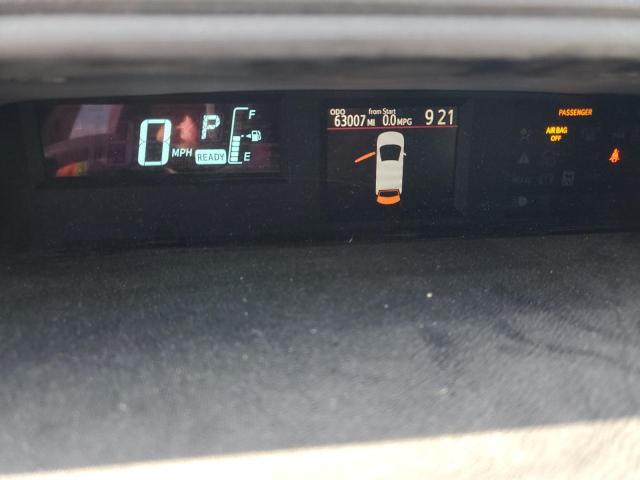 0 MPH P READY F E
ODO from Start
63007 MI 0.0 MPG 9 21
PASSENGER
AIR BAG
OFF